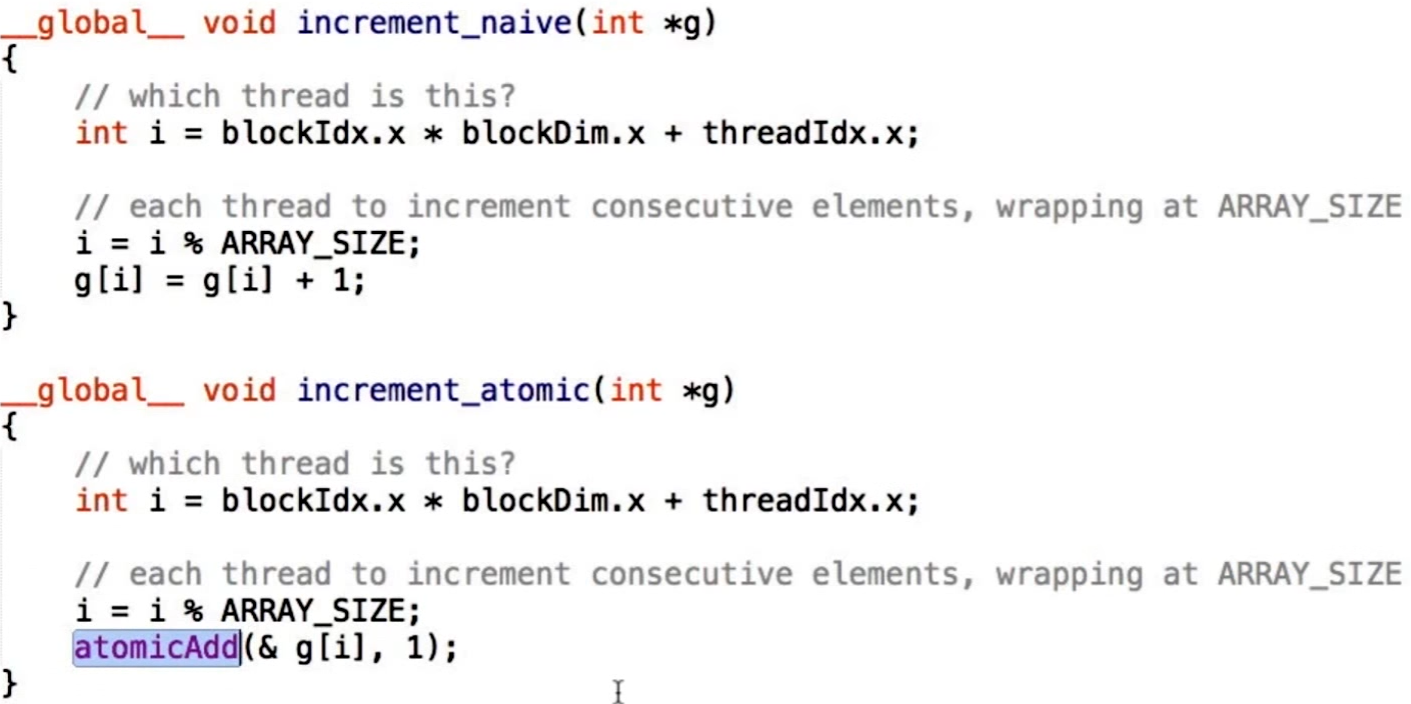 __global__ void increment_naive(int *g)
{
    // which thread is this?
    int i = blockIdx.x * blockDim.x + threadIdx.x;

    // each thread to increment consecutive elements, wrapping at ARRAY_SIZE
    i = i % ARRAY_SIZE;
    g[i] = g[i] + 1;
}

__global__ void increment_atomic(int *g)
{
    // which thread is this?
    int i = blockIdx.x * blockDim.x + threadIdx.x;

    // each thread to increment consecutive elements, wrapping at ARRAY_SIZE
    i = i % ARRAY_SIZE;
    atomicAdd(& g[i], 1);
}